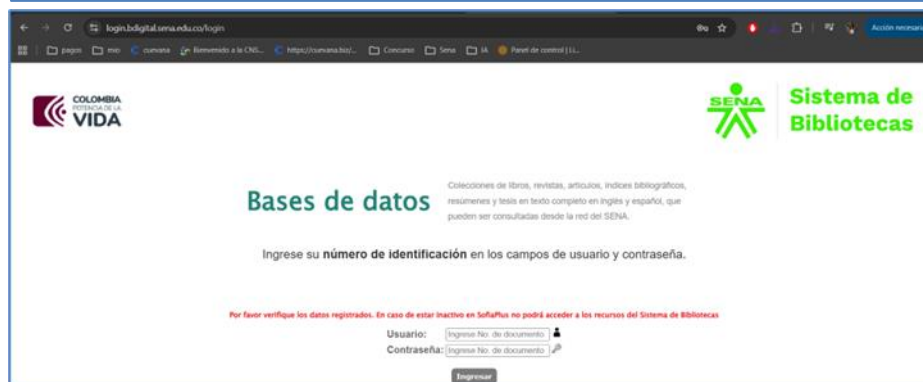 login.bdigital.sena.edu.co/login
Acción necesaria
pagos mio cuevana Bienvenido a la CNS... https://cuevana.biz/... Concurso Sena IA Panel de control | Li...
COLOMBIA
POTENCIA DE LA
VIDA
SENA
Sistema de
Bibliotecas
Bases de datos
Colecciones de libros, revistas, artículos, índices bibliográficos,
resúmenes y tesis en texto completo en inglés y español, que
pueden ser consultadas desde la red del SENA.
Ingrese su número de identificación en los campos de usuario y contraseña.
Por favor verifique los datos registrados. En caso de estar inactivo en SofiaPlus no podrá acceder a los recursos del Sistema de Bibliotecas
Usuario: Ingrese No. de documento
Contraseña: Ingrese No. de documento
Ingresar